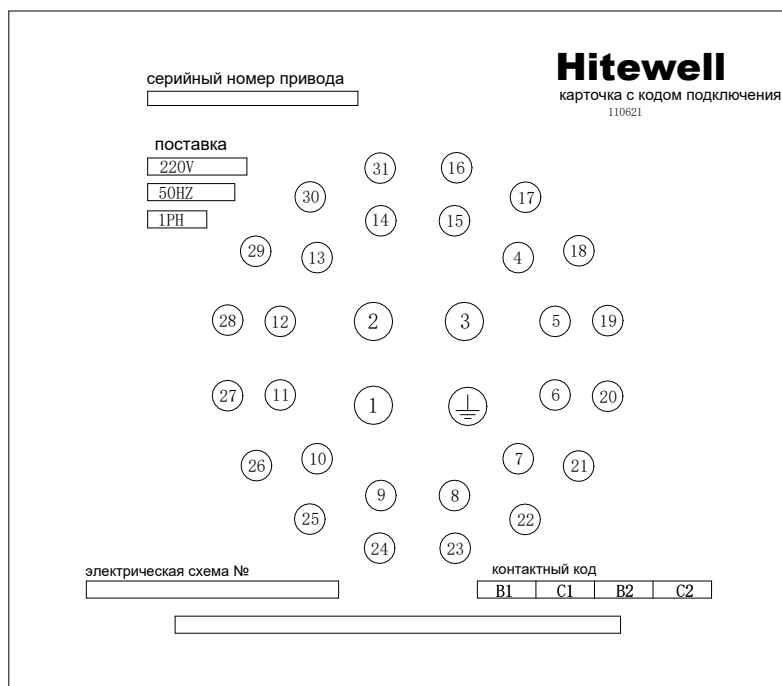 Hitewell
серийный номер привода
карточка с кодом подключения
110621
поставка
220V
50HZ
1PH
31 16
30 17
14 15
29 13 4 18
28 12 2 3 5 19
27 11 1 6 20
26 10 7 21
9 8
25 22
24 23
электрическая схема №
контактный код
B1 C1 B2 C2